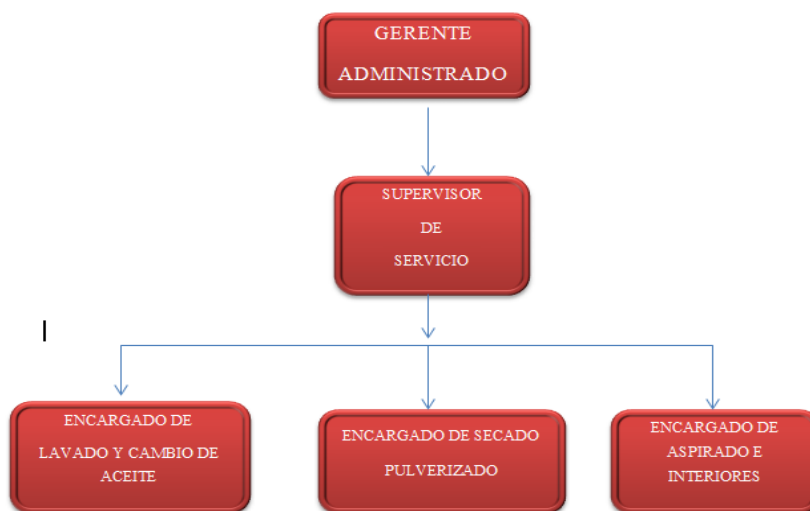 GERENTE
ADMINISTRADO
SUPERVISOR
DE
SERVICIO
ENCARGADO DE
LAVADO Y CAMBIO DE
ACEITE
ENCARGADO DE SECADO
PULVERIZADO
ENCARGADO DE
ASPIRADO E
INTERIORES